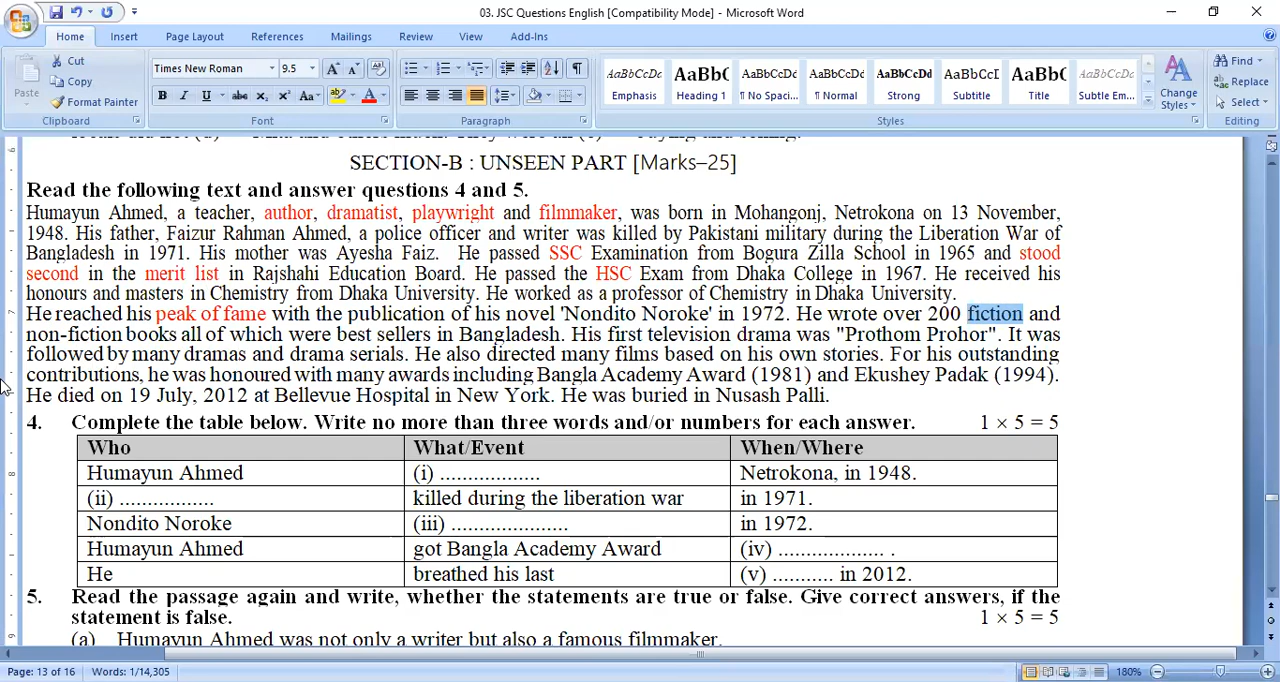 03. JSC Questions English [Compatibility Mode] - Microsoft Word
Home Insert Page Layout References Mailings Review View Add-Ins
Paste Cut Copy Format Painter Clipboard
Times New Roman 9.5 Font
Paragraph
AaBbCcDc Emphasis AaBbC Heading 1 AaBbCcDc ¶ No Spaci... AaBbCcDc ¶ Normal AaBbCcDd Strong AaBbCcI Subtitle AaBbC Title AaBbCcDc Subtle Em... Change Styles Styles
Find Replace Select Editing
SECTION-B : UNSEEN PART [Marks–25]
Read the following text and answer questions 4 and 5.
Humayun Ahmed, a teacher, author, dramatist, playwright and filmmaker, was born in Mohangonj, Netrokona on 13 November,
1948. His father, Faizur Rahman Ahmed, a police officer and writer was killed by Pakistani military during the Liberation War of
Bangladesh in 1971. His mother was Ayesha Faiz. He passed SSC Examination from Bogura Zilla School in 1965 and stood
second in the merit list in Rajshahi Education Board. He passed the HSC Exam from Dhaka College in 1967. He received his
honours and masters in Chemistry from Dhaka University. He worked as a professor of Chemistry in Dhaka University.
He reached his peak of fame with the publication of his novel 'Nondito Noroke' in 1972. He wrote over 200 fiction and
non-fiction books all of which were best sellers in Bangladesh. His first television drama was "Prothom Prohor". It was
followed by many dramas and drama serials. He also directed many films based on his own stories. For his outstanding
contributions, he was honoured with many awards including Bangla Academy Award (1981) and Ekushey Padak (1994).
He died on 19 July, 2012 at Bellevue Hospital in New York. He was buried in Nusash Palli.
4. Complete the table below. Write no more than three words and/or numbers for each answer. 1 × 5 = 5
Who What/Event When/Where
Humayun Ahmed (i) .................. Netrokona, in 1948.
(ii) ................. killed during the liberation war in 1971.
Nondito Noroke (iii) ..................... in 1972.
Humayun Ahmed got Bangla Academy Award (iv) ................... .
He breathed his last (v) ........... in 2012.
5. Read the passage again and write, whether the statements are true or false. Give correct answers, if the
statement is false. 1 × 5 = 5
(a) Humayun Ahmed was not only a writer but also a famous filmmaker.
Page: 13 of 16 Words: 1/14,305 180%